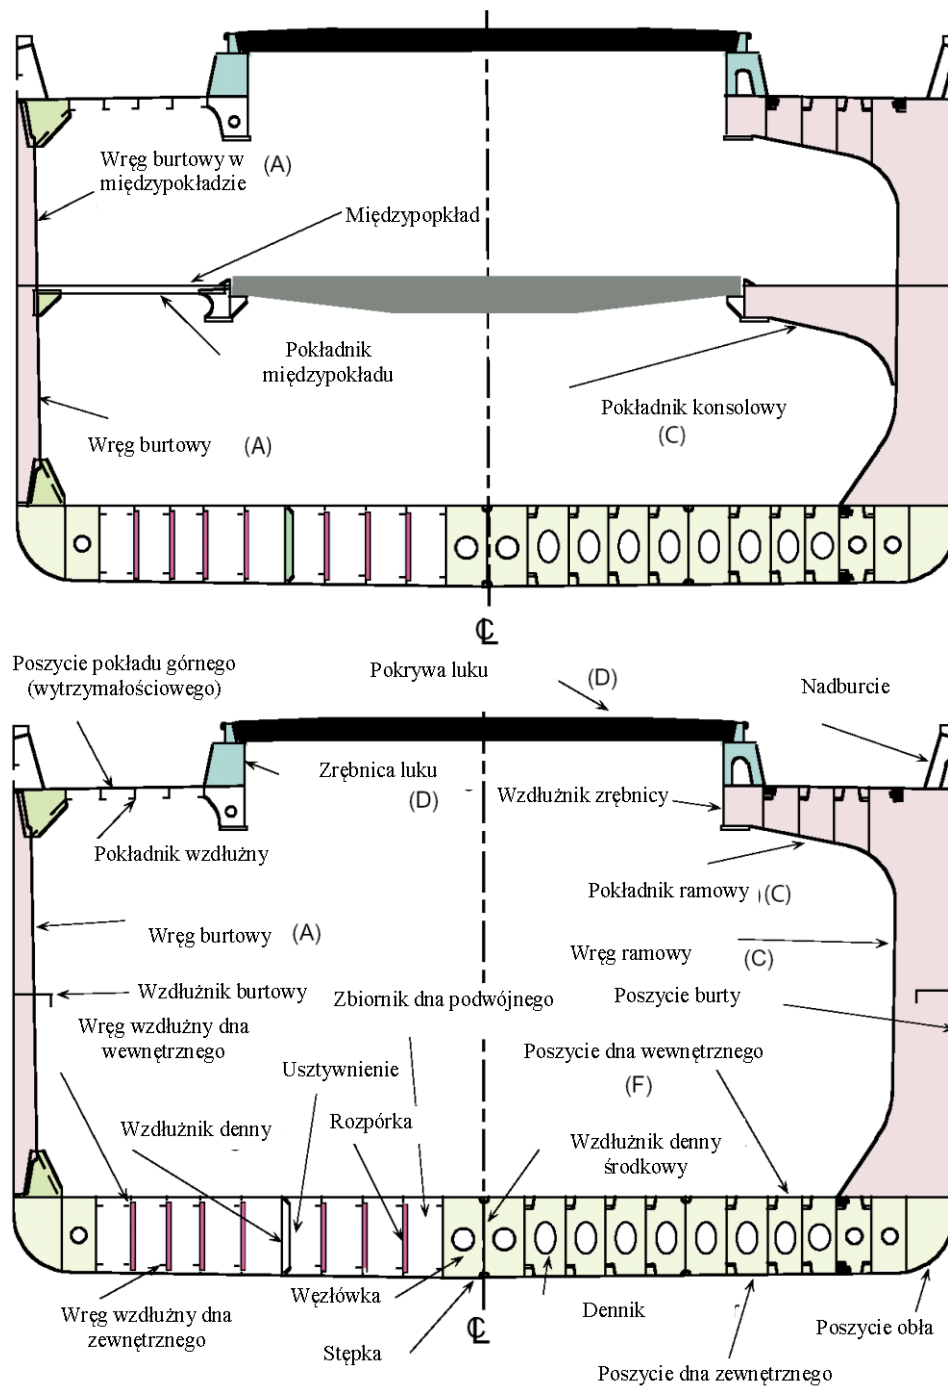 Wręg burtowy w (A)
międzypokładzie
Międzypopkład
Pokładnik
międzypokładu
Pokładnik konsolowy
(C)
Wręg burtowy (A)
℄
Poszycie pokładu górnego
(wytrzymałościowego)
Pokrywa luku (D)
Nadburcie
Zrębnica luku
(D)
Wzdłużnik zrębnicy
Pokładnik wzdłużny
Pokładnik ramowy (C)
Wręg burtowy (A)
Wręg ramowy (C)
Wzdłużnik burtowy
Zbiornik dna podwójnego
Poszycie burty
Wręg wzdłużny dna
wewnętrznego
Poszycie dna wewnętrznego
(F)
Usztywnienie
Wzdłużnik denny
Rozpórka
Wzdłużnik denny
środkowy
Węzłówka
Wręg wzdłużny dna
zewnętrznego
Dennik
Stępka
℄
Poszycie obła
Poszycie dna zewnętrznego